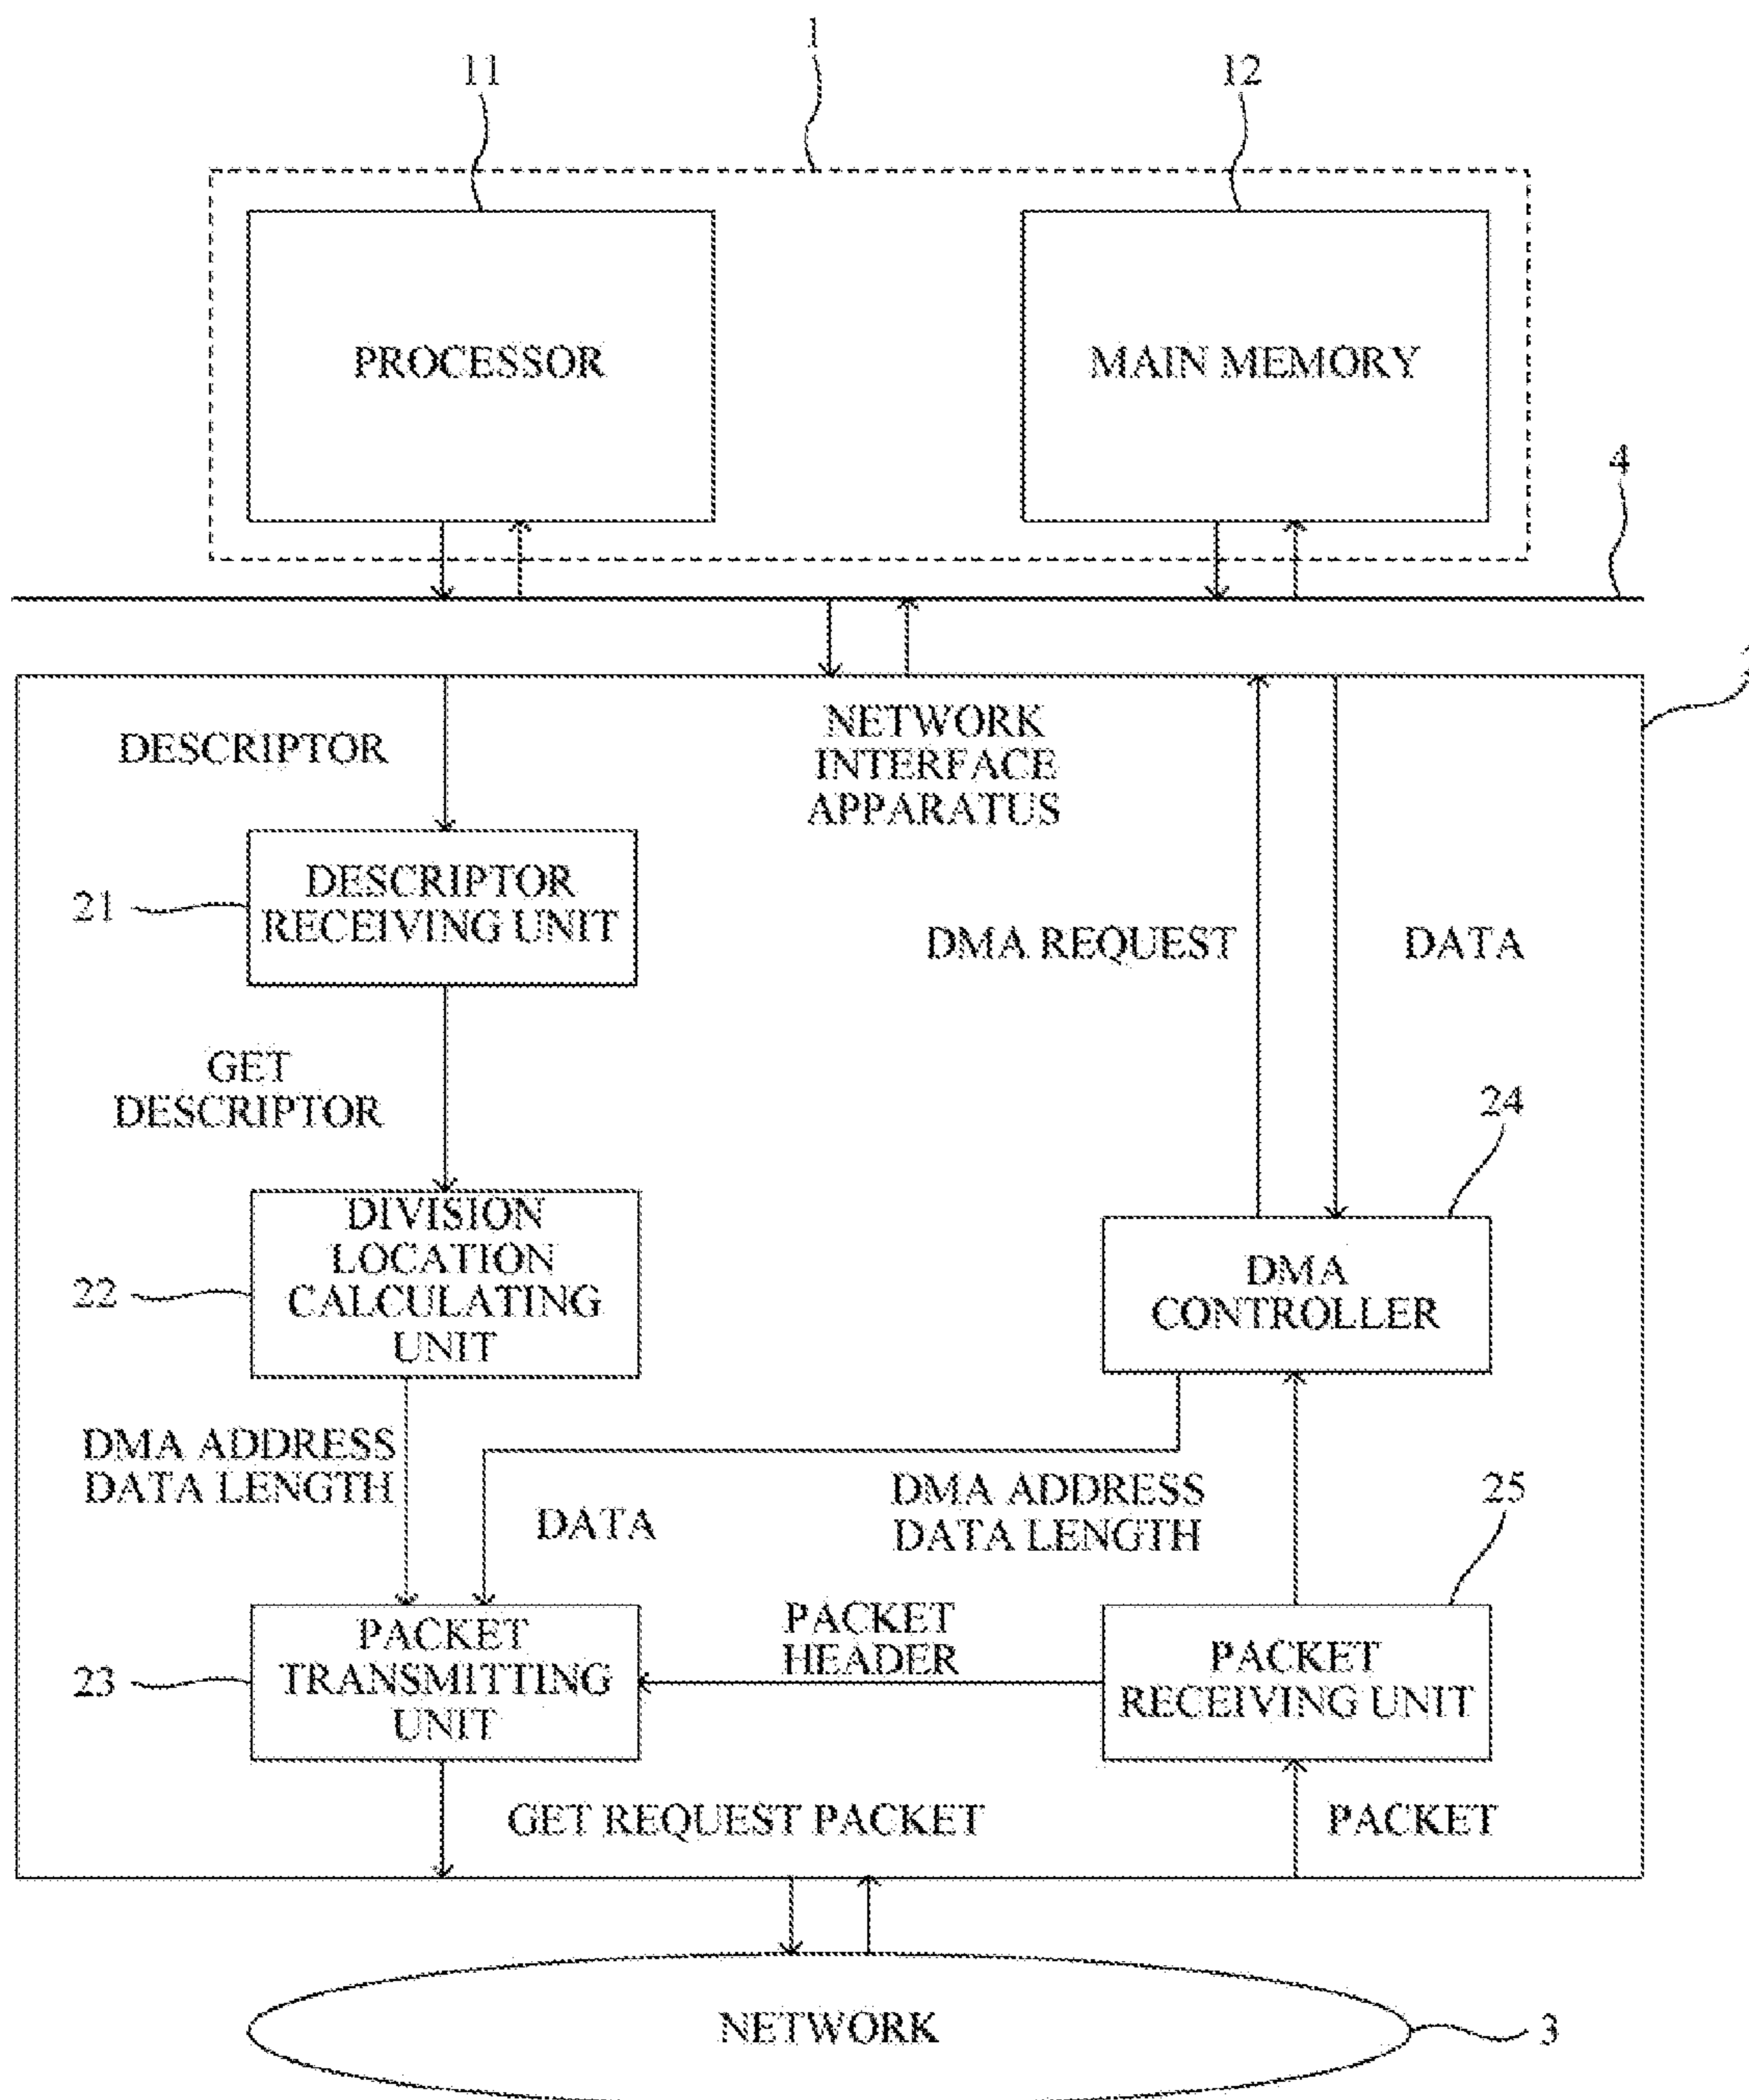 1
11
12
PROCESSOR
MAIN MEMORY
4
NETWORK
INTERFACE
APPARATUS
DESCRIPTOR
DESCRIPTOR
RECEIVING UNIT
21
DMA REQUEST
DATA
GET
DESCRIPTOR
24
DIVISION
LOCATION
CALCULATING
UNIT
22
DMA
CONTROLLER
DMA ADDRESS
DATA LENGTH
DATA
DMA ADDRESS
DATA LENGTH
25
PACKET
TRANSMITTING
UNIT
23
PACKET
HEADER
PACKET
RECEIVING UNIT
GET REQUEST PACKET
PACKET
NETWORK
3